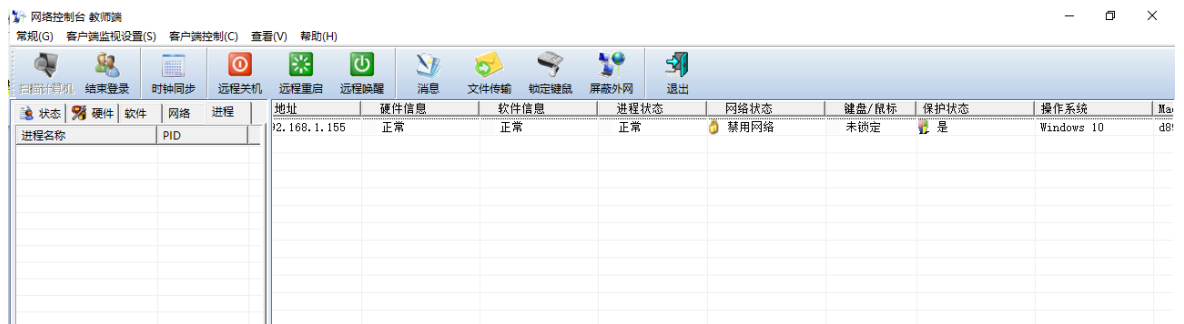 网络控制台 教师端
常规(G) 客户端监视设置(S) 客户端控制(C) 查看(V) 帮助(H)
扫描计算机 结束登录 时钟同步 远程关机 远程重启 远程唤醒 消息 文件传输 锁定键鼠 屏蔽外网 退出
状态 硬件 软件 网络 进程
进程名称 PID
地址 硬件信息 软件信息 进程状态 网络状态 键盘/鼠标 保护状态 操作系统 Ma
2.168.1.155 正常 正常 正常 禁用网络 未锁定 是 Windows 10 d89